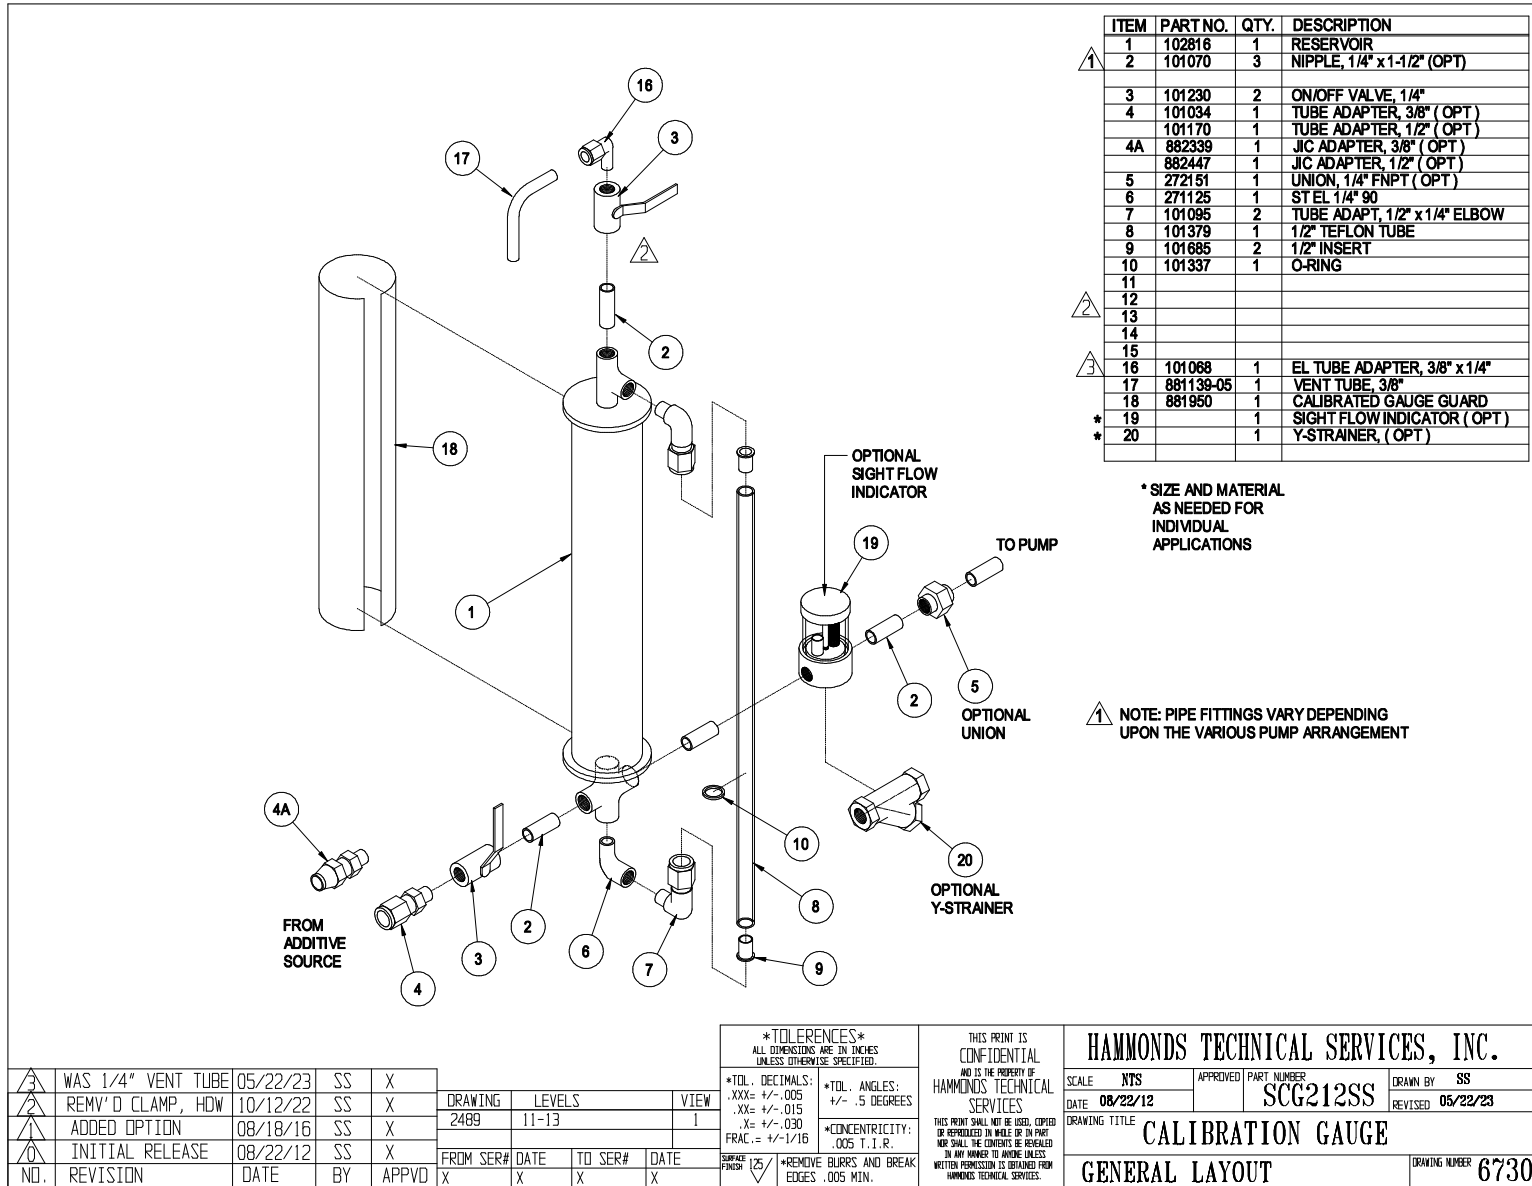 ITEM PART NO. QTY. DESCRIPTION
1 102816 1 RESERVOIR
1 2 101070 3 NIPPLE, 1/4" x 1-1/2" (OPT)
3 101230 2 ON/OFF VALVE, 1/4"
4 101034 1 TUBE ADAPTER, 3/8" ( OPT )
101170 1 TUBE ADAPTER, 1/2" ( OPT )
4A 882339 1 JIC ADAPTER, 3/8" ( OPT )
882447 1 JIC ADAPTER, 1/2" ( OPT )
5 272151 1 UNION, 1/4" FNPT ( OPT )
6 271125 1 ST EL 1/4" 90
7 101095 2 TUBE ADAPT, 1/2" x 1/4" ELBOW
8 101379 1 1/2" TEFLON TUBE
9 101685 2 1/2" INSERT
10 101337 1 O-RING
11
2 12
13
14
15
3 16 101068 1 EL TUBE ADAPTER, 3/8" x 1/4"
17 881139-05 1 VENT TUBE, 3/8"
18 881950 1 CALIBRATED GAUGE GUARD
* 19 1 SIGHT FLOW INDICATOR ( OPT )
* 20 1 Y-STRAINER, ( OPT )
* SIZE AND MATERIAL
AS NEEDED FOR
INDIVIDUAL
APPLICATIONS
1 NOTE: PIPE FITTINGS VARY DEPENDING
UPON THE VARIOUS PUMP ARRANGEMENT
16
3
17
2
2
18
OPTIONAL
SIGHT FLOW
INDICATOR
19
TO PUMP
1
2
5
OPTIONAL
UNION
4A
10
20
OPTIONAL
Y-STRAINER
8
FROM
ADDITIVE
SOURCE
4
3
2
6
7
9
3 WAS 1/4" VENT TUBE 05/22/23 SS X
2 REMV'D CLAMP, HDW 10/12/22 SS X
1 ADDED OPTION 08/18/16 SS X
0 INITIAL RELEASE 08/22/12 SS X
NO. REVISION DATE BY APPVD
DRAWING LEVELS VIEW
2489 11-13 1
FROM SER# DATE TO SER# DATE
X X X X
*TOLERENCES*
ALL DIMENSIONS ARE IN INCHES
UNLESS OTHERWISE SPECIFIED.
*TOL. DECIMALS:
.XXX= +/-.005
.XX= +/-.015
.X= +/-.030
FRAC.= +/-1/16
*TOL. ANGLES:
+/- .5 DEGREES
*CONCENTRICITY:
.005 T.I.R.
SURFACE
FINISH 125
*REMOVE BURRS AND BREAK
EDGES .005 MIN.
THIS PRINT IS
CONFIDENTIAL
AND IS THE PROPERTY OF
HAMMONDS TECHNICAL
SERVICES
THIS PRINT SHALL NOT BE USED, COPIED
OR REPRODUCED IN WHOLE OR IN PART
NOR SHALL THE CONTENTS BE REVEALED
IN ANY MANNER TO ANYONE UNLESS
WRITTEN PERMISSION IS OBTAINED FROM
HAMMONDS TECHNICAL SERVICES.
HAMMONDS TECHNICAL SERVICES, INC.
SCALE NTS
DATE 08/22/12
APPROVED
PART NUMBER
SCG212SS
DRAWN BY SS
REVISED 05/22/23
DRAWING TITLE CALIBRATION GAUGE
GENERAL LAYOUT
DRAWING NUMBER 6730